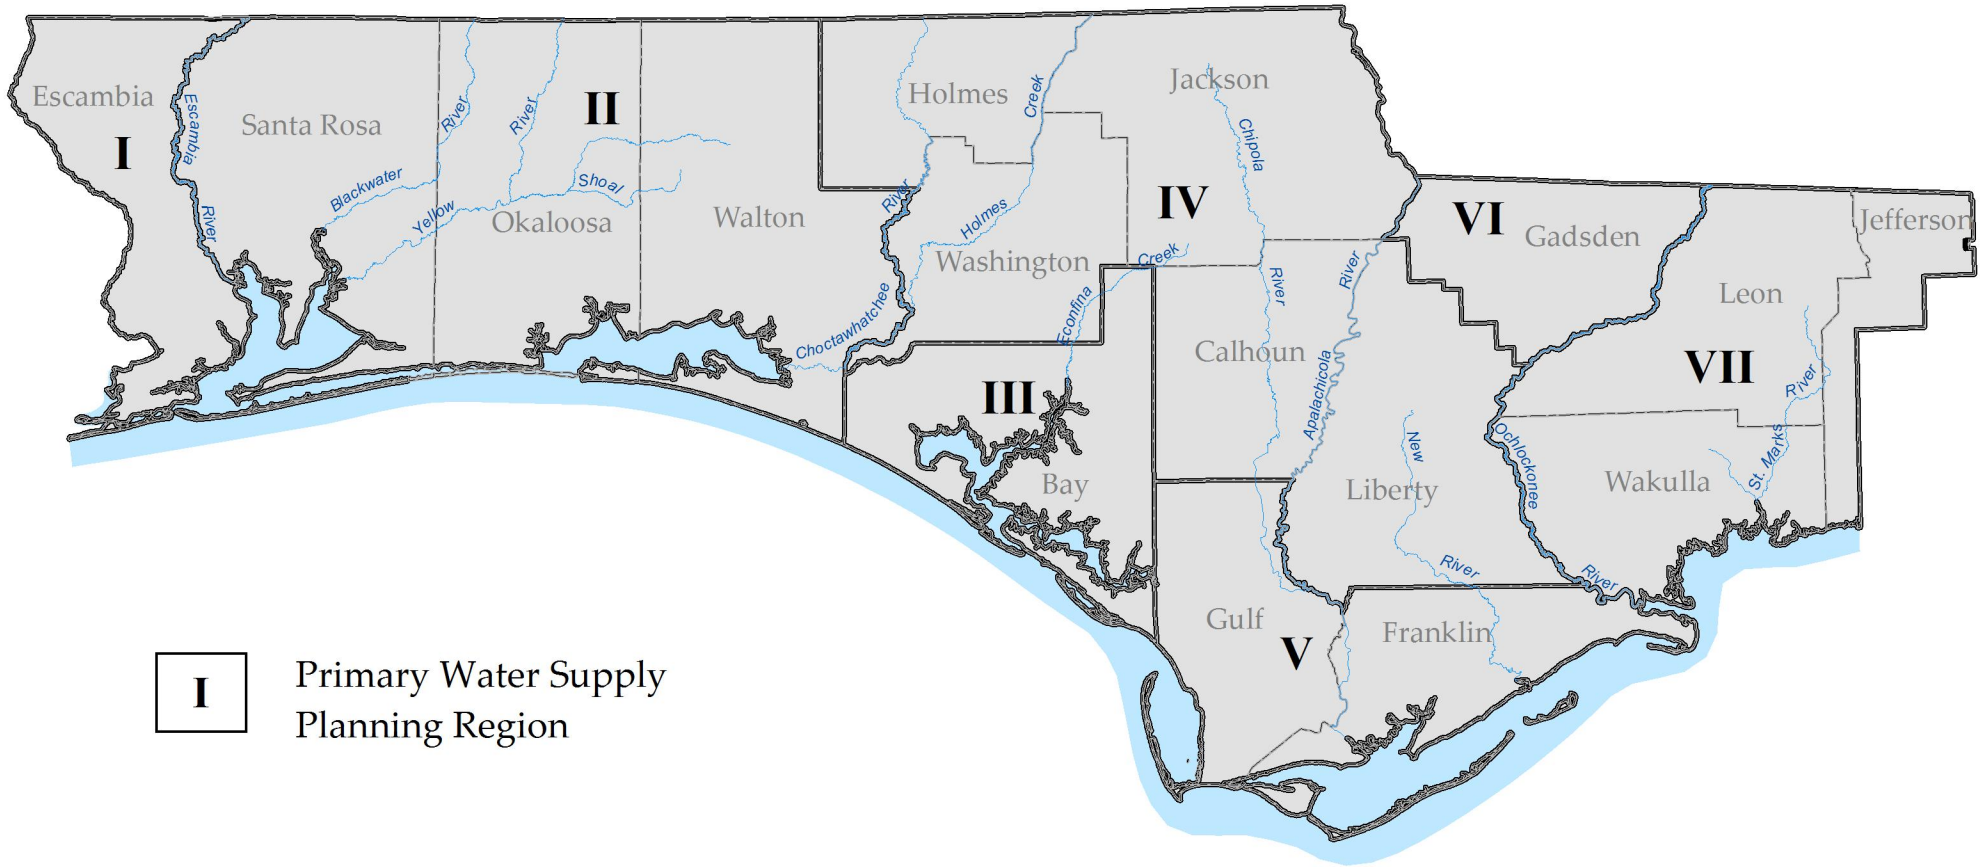 Escambia
I
Escambia
River
Santa Rosa
Blackwater
River
Yellow
River
II
Shoal
Okaloosa
Walton
Holmes
Creek
River
Holmes
Washington
Choctawhatchee
Jackson
Chipola
IV
Creek
Econfina
River
River
Calhoun
Apalachicola
III
Bay
VI
Gadsden
Jefferson
Leon
VII
River
St. Marks
Wakulla
Ochlockonee
River
New
Liberty
River
Gulf
V
Franklin
I
Primary Water Supply
Planning Region